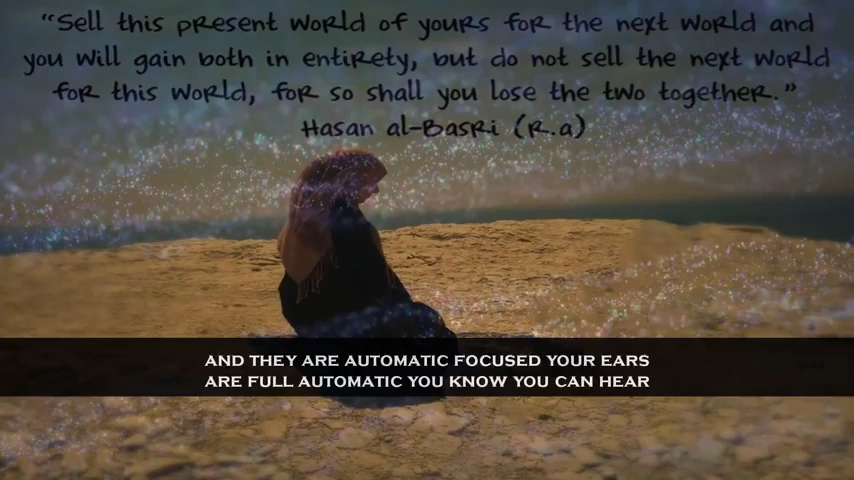 “Sell this present world of yours for the next world and
you will gain both in entirety, but do not sell the next world
for this world, for so shall you lose the two together.”
Hasan al-Basri (R.a)
AND THEY ARE AUTOMATIC FOCUSED YOUR EARS
ARE FULL AUTOMATIC YOU KNOW YOU CAN HEAR